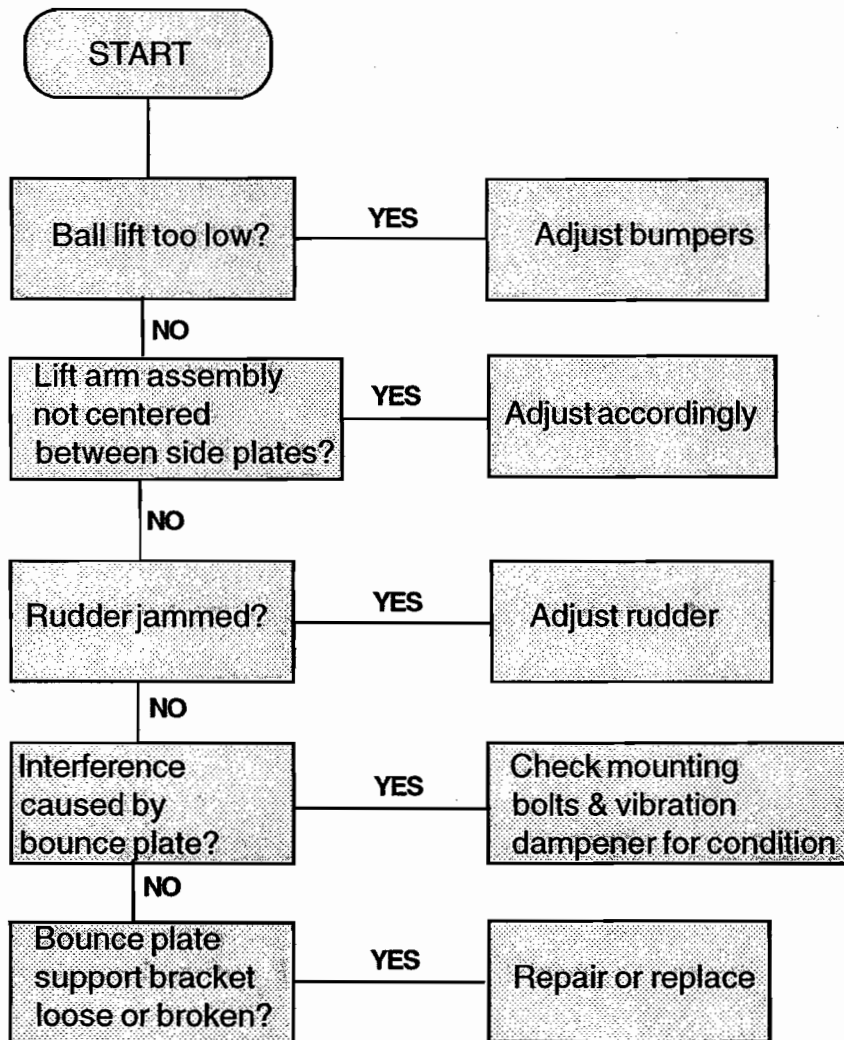 START
Ball lift too low?
YES
Adjust bumpers
NO
Lift arm assembly
not centered
between side plates?
YES
Adjust accordingly
NO
Rudder jammed?
YES
Adjust rudder
NO
Interference
caused by
bounce plate?
YES
Check mounting
bolts & vibration
dampener for condition
NO
Bounce plate
support bracket
loose or broken?
YES
Repair or replace